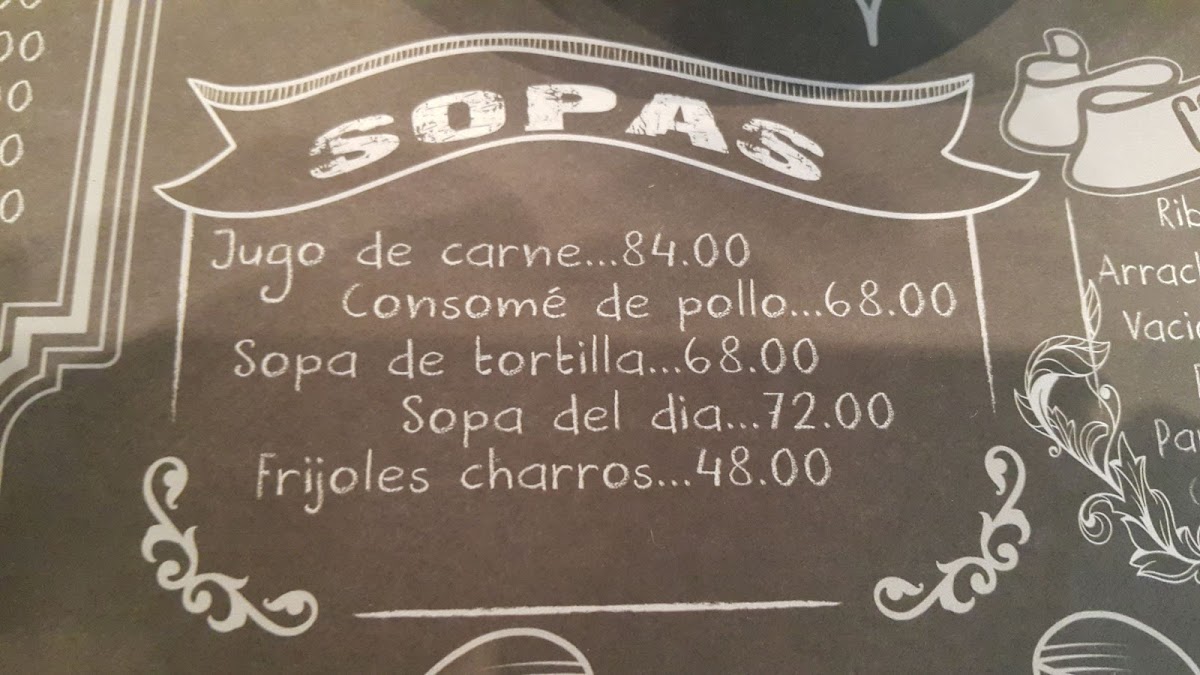 SOPAS
Jugo de carne...84.00
Consomé de pollo...68.00
Sopa de tortilla...68.00
Sopa del dia...72.00
Frijoles charros...48.00